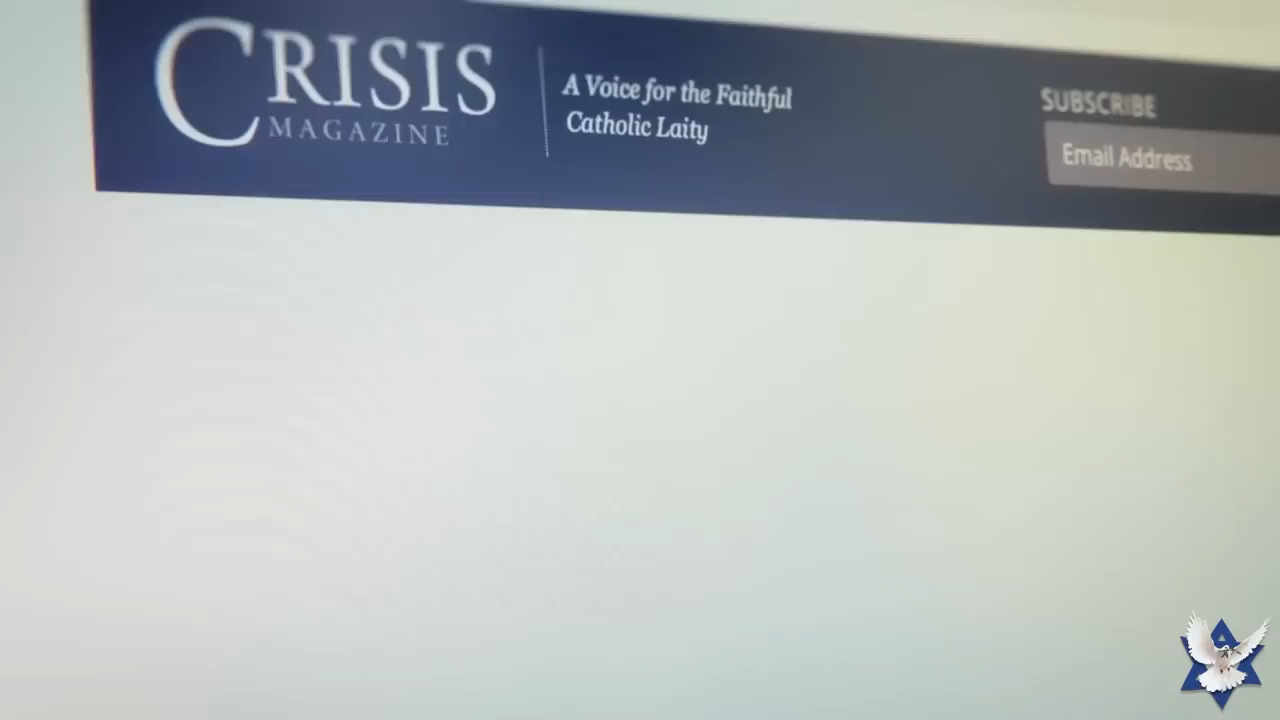 CRISIS
MAGAZINE
A Voice for the Faithful
Catholic Laity
SUBSCRIBE
Email Address